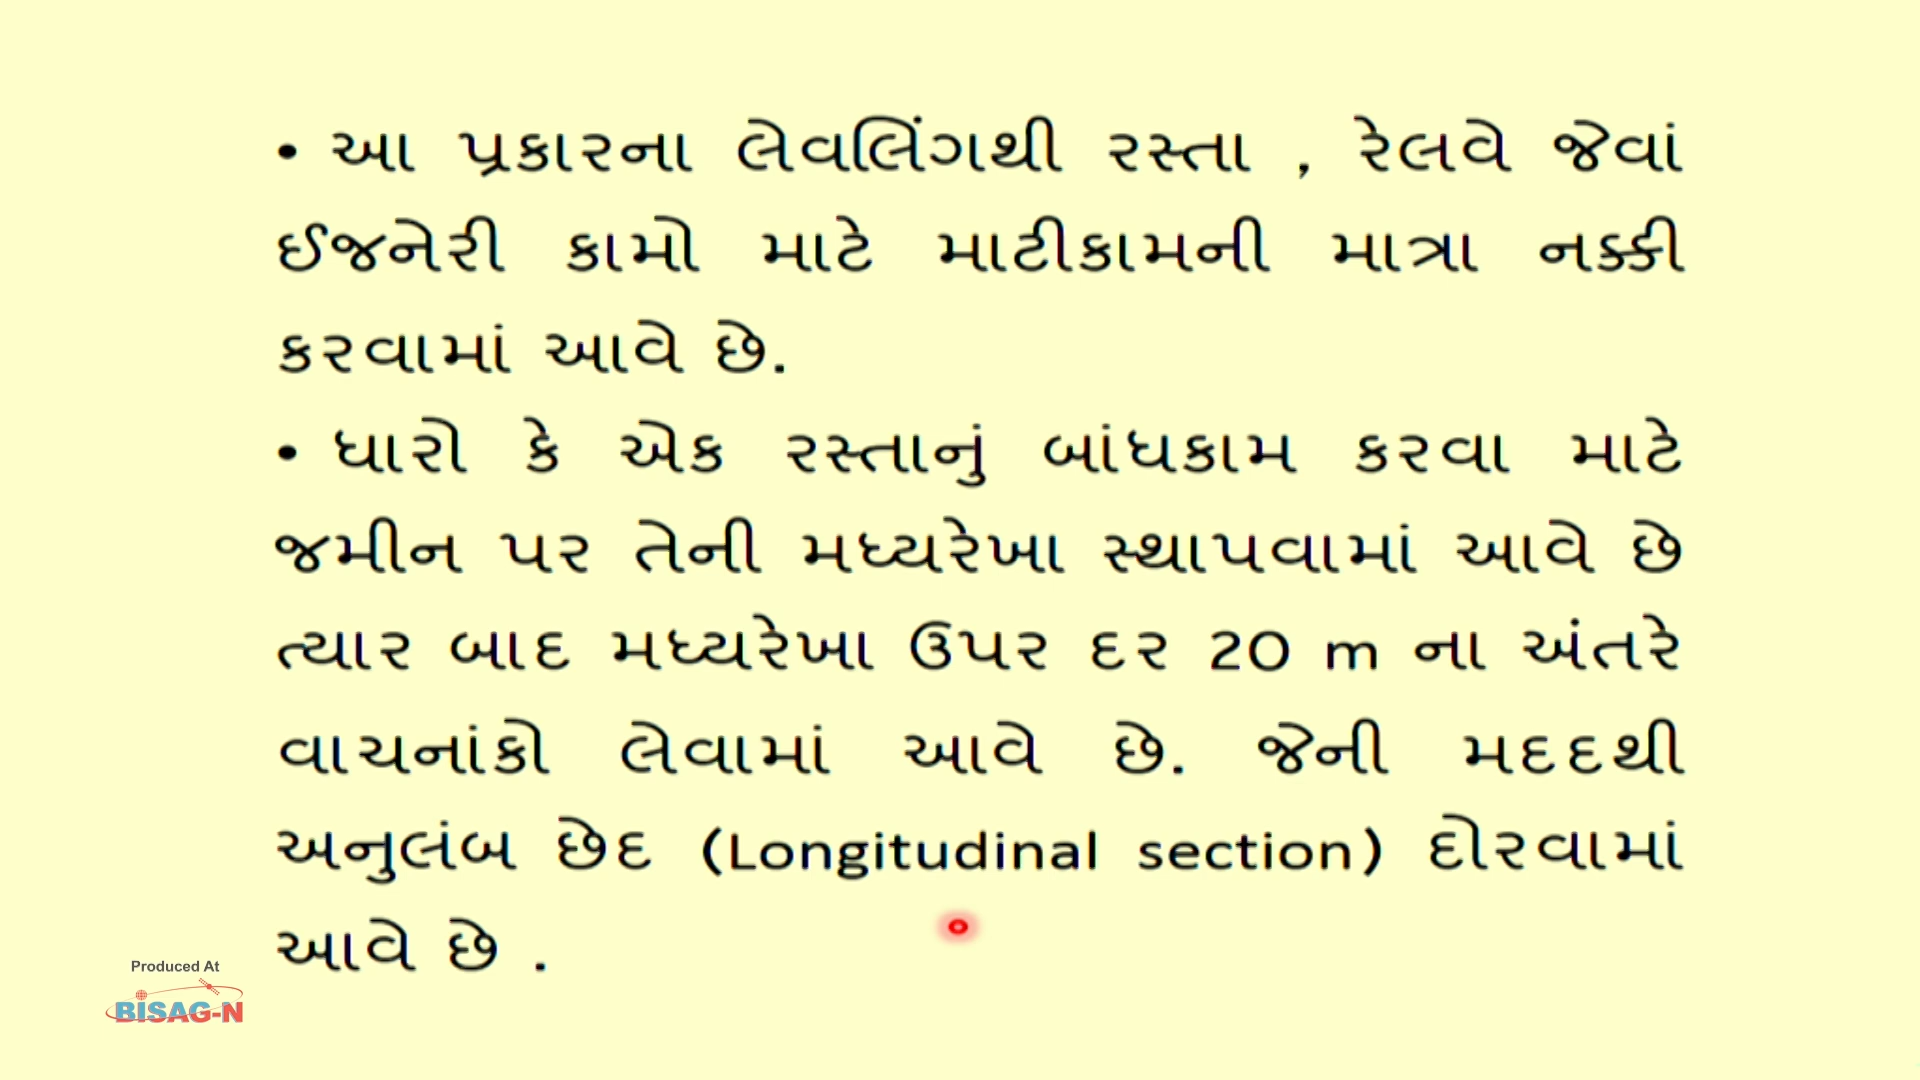 • આ પ્રકારના લેવલિંગથી રસ્તા , રેલવે જેવાં
ઈજનેરી કામો માટે માટીકામની માત્રા નક્કી
કરવામાં આવે છે.
• ધારો કે એક રસ્તાનું બાંધકામ કરવા માટે
જમીન પર તેની મધ્યરેખા સ્થાપવામાં આવે છે
ત્યાર બાદ મધ્યરેખા ઉપર દર 20 m ના અંતરે
વાચનાંકો લેવામાં આવે છે. જેની મદદથી
અનુલંબ છેદ (Longitudinal section) દોરવામાં
આવે છે .
Produced At
BISAG-N